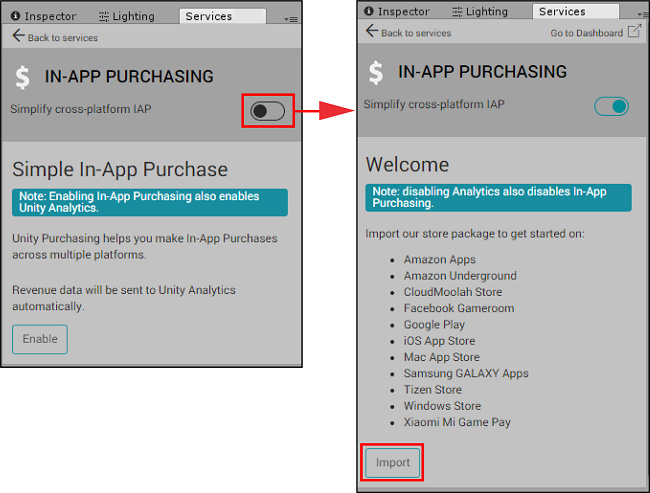 Inspector Lighting Services
Back to services
$ IN-APP PURCHASING
Simplify cross-platform IAP
Simple In-App Purchase
Note: Enabling In-App Purchasing also enables
Unity Analytics.
Unity Purchasing helps you make In-App Purchases
across multiple platforms.
Revenue data will be sent to Unity Analytics
automatically.
Enable
Inspector Lighting Services
Back to services Go to Dashboard
$ IN-APP PURCHASING
Simplify cross-platform IAP
Welcome
Note: disabling Analytics also disables In-App
Purchasing.
Import our store package to get started on:
• Amazon Apps
• Amazon Underground
• CloudMoolah Store
• Facebook Gameroom
• Google Play
• iOS App Store
• Mac App Store
• Samsung GALAXY Apps
• Tizen Store
• Windows Store
• Xiaomi Mi Game Pay
Import